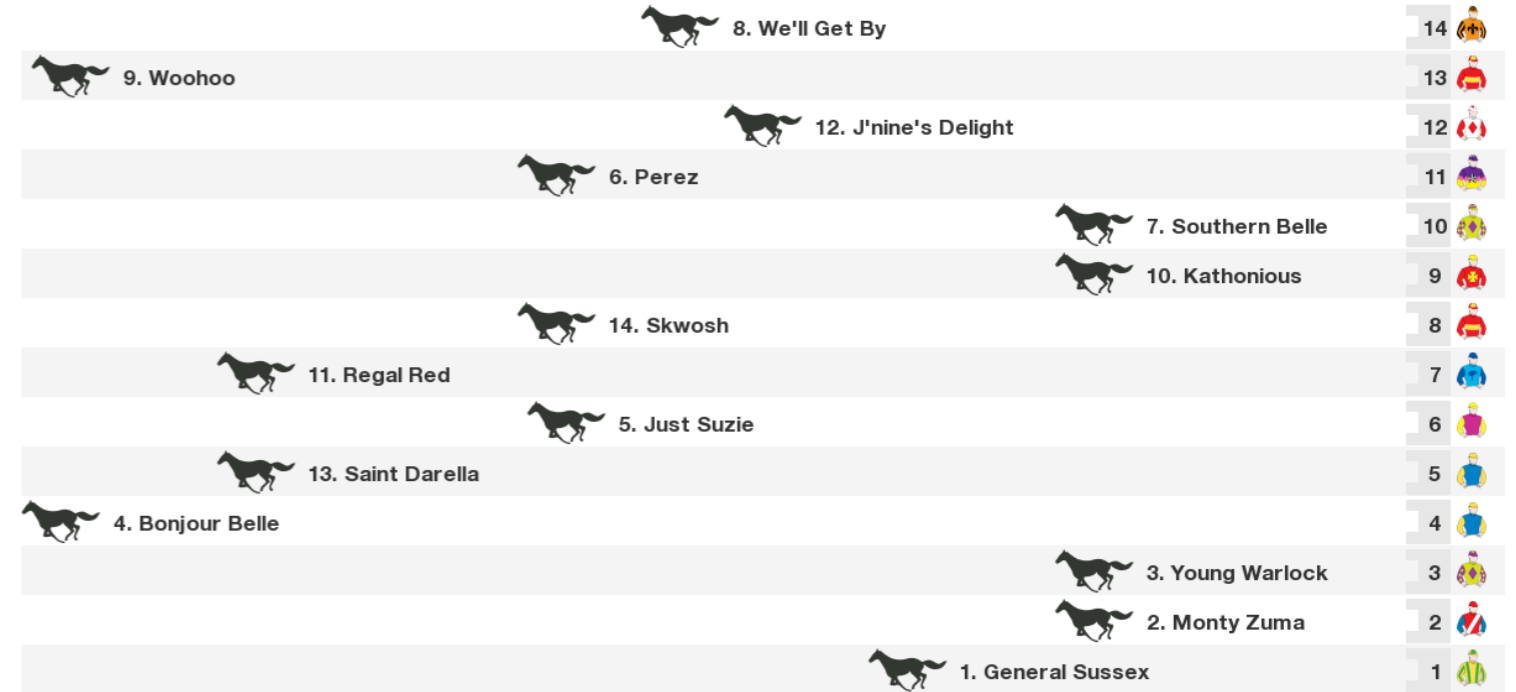 8. We'll Get By 14
9. Woohoo 13
12. J'nine's Delight 12
6. Perez 11
7. Southern Belle 10
10. Kathonious 9
14. Skwosh 8
11. Regal Red 7
5. Just Suzie 6
13. Saint Darella 5
4. Bonjour Belle 4
3. Young Warlock 3
2. Monty Zuma 2
1. General Sussex 1